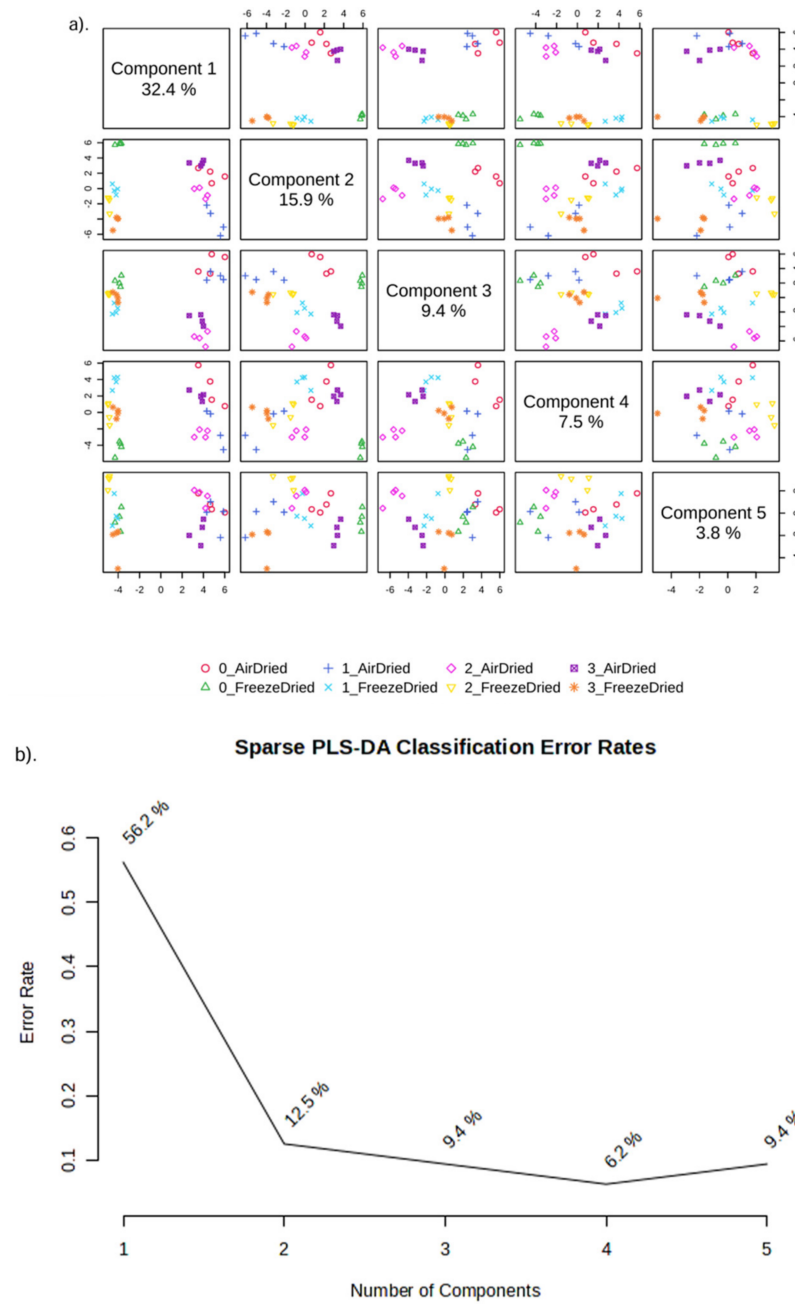 a).
-6 -4 -2 0 2 4 6
-4 -2 0 2 4 6
Component 1
32.4 %
-6 -2 0 2 4 6
Component 2
15.9 %
Component 3
9.4 %
-4 0 2 4 6
Component 4
7.5 %
Component 5
3.8 %
-4 -2 0 2 4 6
-6 -4 -2 0 2 4 6
-4 -2 0 2
0_AirDried 1_AirDried 2_AirDried 3_AirDried
0_FreezeDried 1_FreezeDried 2_FreezeDried 3_FreezeDried
b).
Sparse PLS-DA Classification Error Rates
56.2 %
12.5 %
9.4 %
6.2 %
9.4 %
0.6
0.5
0.4
0.3
0.2
0.1
Error Rate
1 2 3 4 5
Number of Components